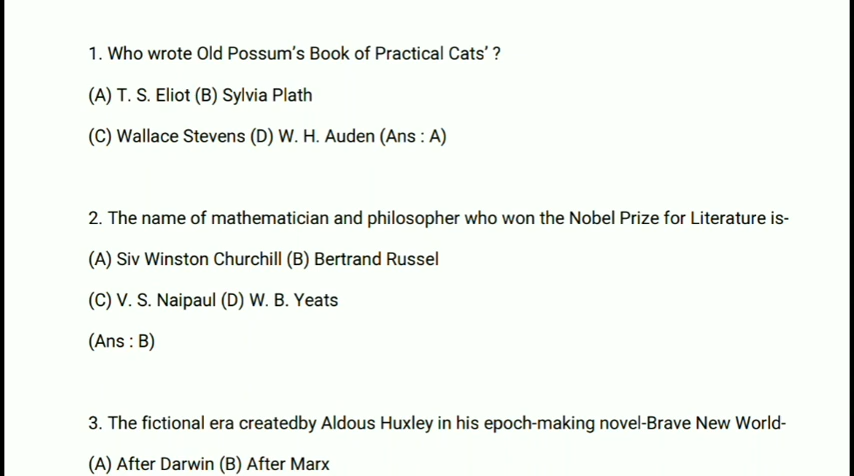 1. Who wrote Old Possum's Book of Practical Cats' ?
(A) T. S. Eliot (B) Sylvia Plath
(C) Wallace Stevens (D) W. H. Auden (Ans : A)
2. The name of mathematician and philosopher who won the Nobel Prize for Literature is-
(A) Siv Winston Churchill (B) Bertrand Russel
(C) V. S. Naipaul (D) W. B. Yeats
(Ans : B)
3. The fictional era createdby Aldous Huxley in his epoch-making novel-Brave New World-
(A) After Darwin (B) After Marx